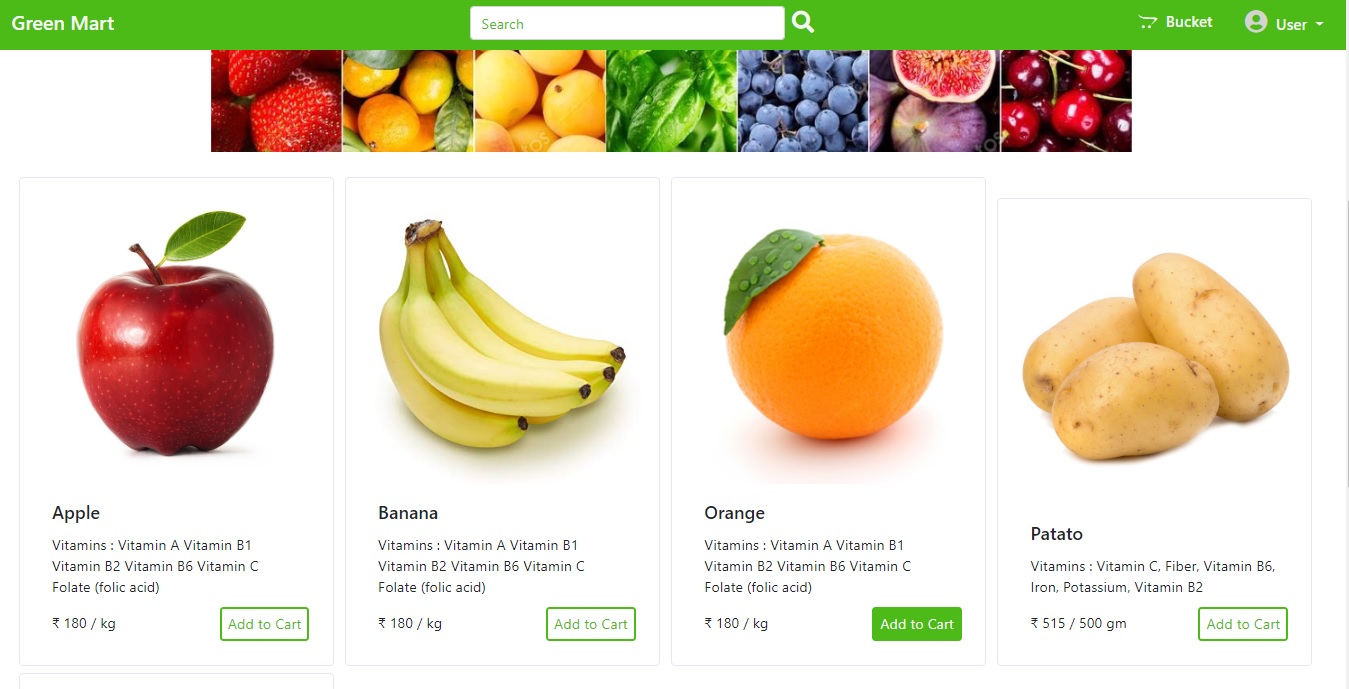 Green Mart
Search
Bucket
User
Apple
Vitamins : Vitamin A Vitamin B1
Vitamin B2 Vitamin B6 Vitamin C
Folate (folic acid)
₹ 180 / kg
Add to Cart
Banana
Vitamins : Vitamin A Vitamin B1
Vitamin B2 Vitamin B6 Vitamin C
Folate (folic acid)
₹ 180 / kg
Add to Cart
Orange
Vitamins : Vitamin A Vitamin B1
Vitamin B2 Vitamin B6 Vitamin C
Folate (folic acid)
₹ 180 / kg
Add to Cart
Patato
Vitamins : Vitamin C, Fiber, Vitamin B6,
Iron, Potassium, Vitamin B2
₹ 515 / 500 gm
Add to Cart